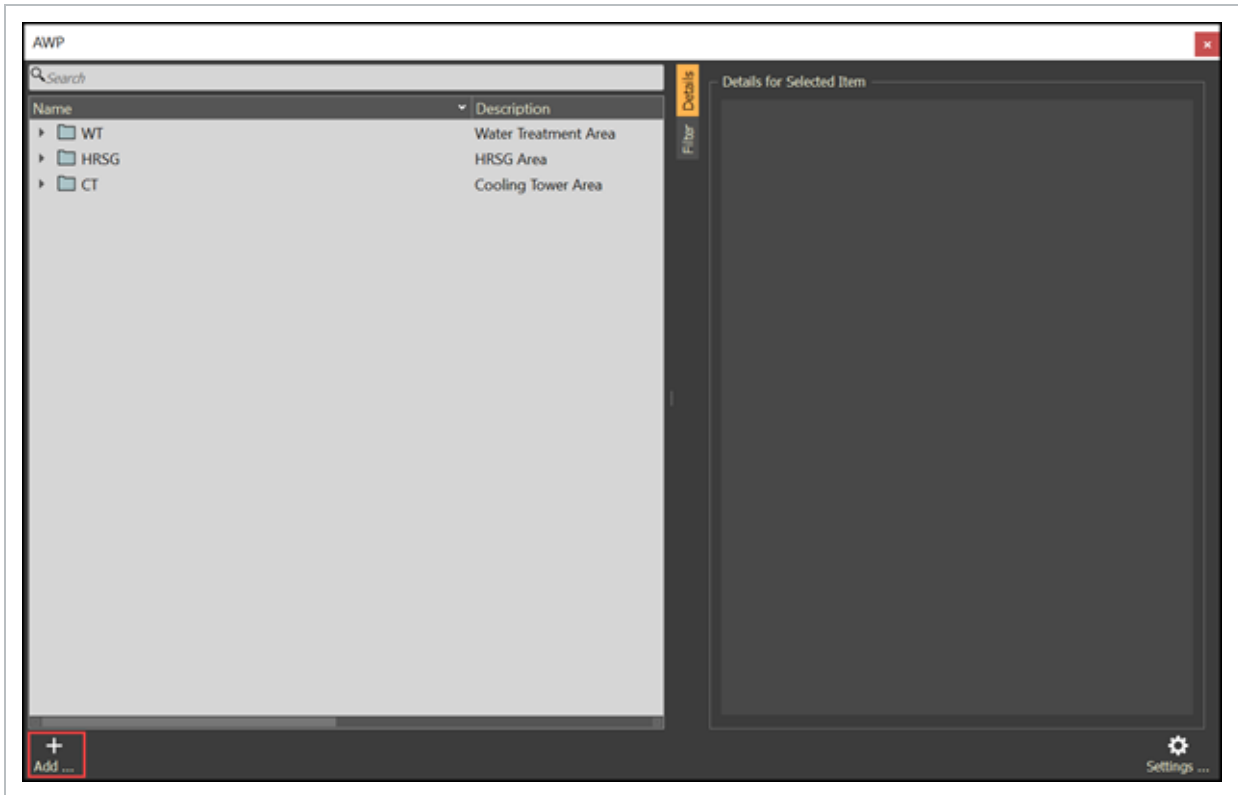 AWP
Search
Name Description
WT Water Treatment Area
HRSG HRSG Area
CT Cooling Tower Area
Details
Filter
Details for Selected Item
Add ...
Settings ...